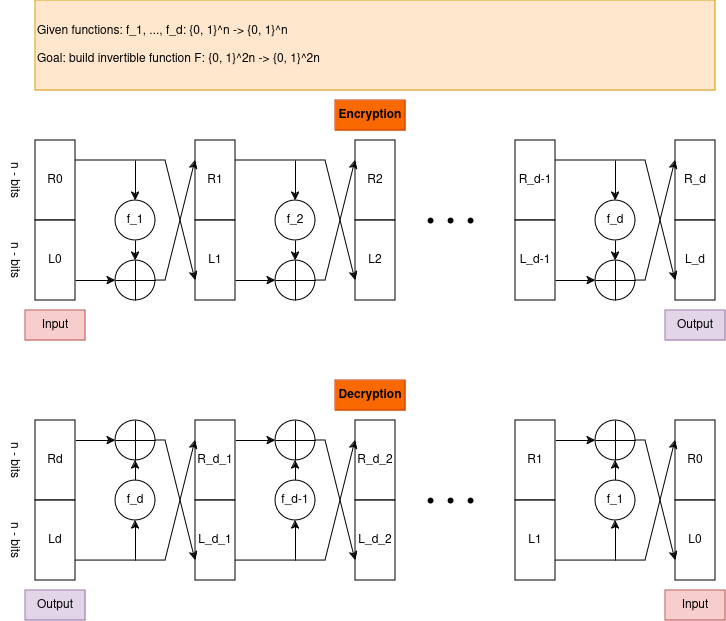 Given functions: f_1, ..., f_d: {0, 1}^n -> {0, 1}^n
Goal: build invertible function F: {0, 1}^2n -> {0, 1}^2n
Encryption
n - bits
R0
f_1
R1
f_2
R2
R_d-1
f_d
R_d
n - bits
L0
L1
L2
L_d-1
L_d
Input
Output
Decryption
n - bits
Rd
R_d_1
R_d_2
R1
R0
f_d
f_d-1
f_1
n - bits
Ld
L_d_1
L_d_2
L1
L0
Output
Input